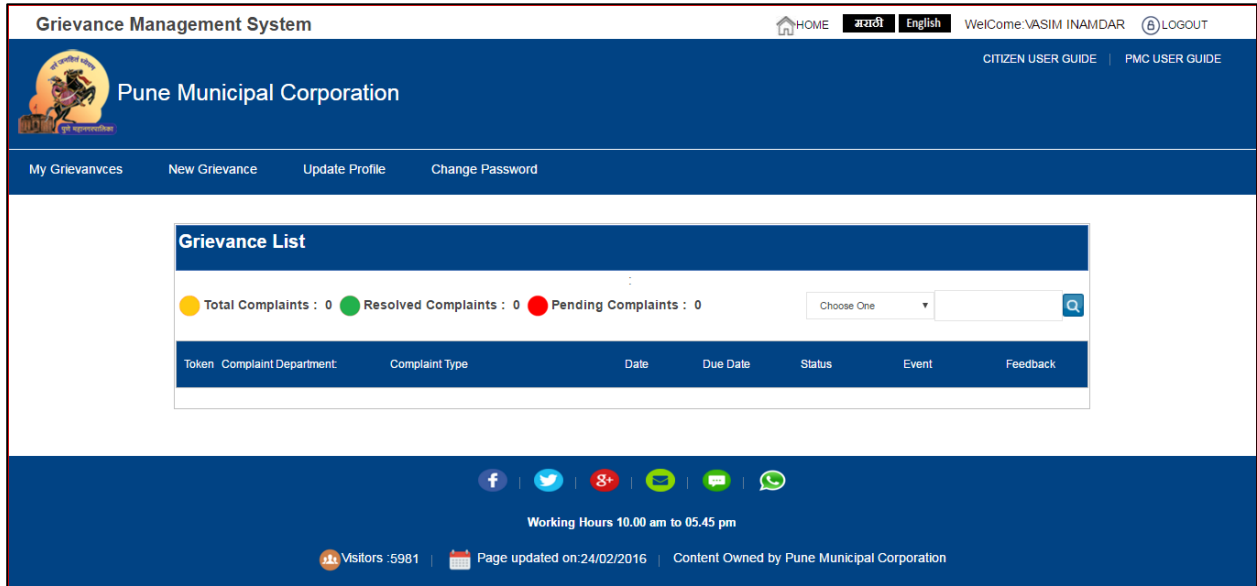 Grievance Management System HOME मराठी English WelCome:VASIM INAMDAR LOGOUT
CITIZEN USER GUIDE | PMC USER GUIDE
Pune Municipal Corporation
पुणे महानगरपालिका
My Grievanvces New Grievance Update Profile Change Password
Grievance List
:
Total Complaints : 0 Resolved Complaints : 0 Pending Complaints : 0 Choose One
Token Complaint Department: Complaint Type Date Due Date Status Event Feedback
f | | 8+ | | |
Working Hours 10.00 am to 05.45 pm
Visitors :5981 | Page updated on:24/02/2016 | Content Owned by Pune Municipal Corporation